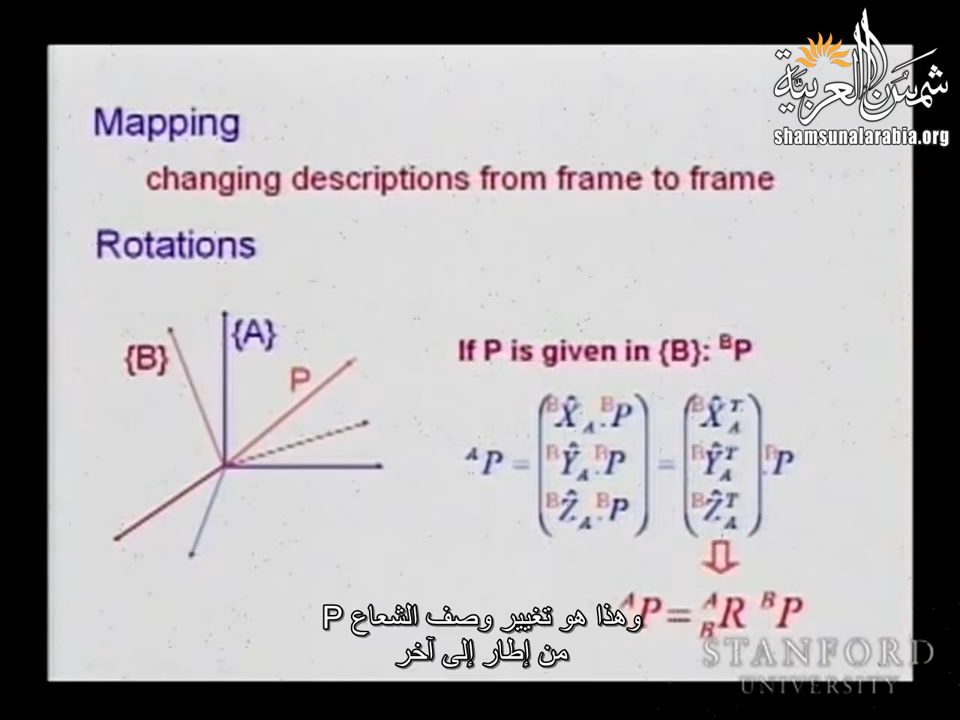 شمس العربية
shamsunalarabia.org
Mapping
changing descriptions from frame to frame
Rotations
{B} {A} P
If P is given in {B}: ᴮP
ᴬP = (ᴮX̂_A . ᴮP ; ᴮŶ_A . ᴮP ; ᴮẐ_A . ᴮP) = (ᴮX̂_A^T ; ᴮŶ_A^T ; ᴮẐ_A^T) . ᴮP
⇩
ᴬP = ᴬ_B R ᴮP
وهذا هو تغيير وصف الشعاع P
من إطار إلى آخر
STANFORD
UNIVERSITY